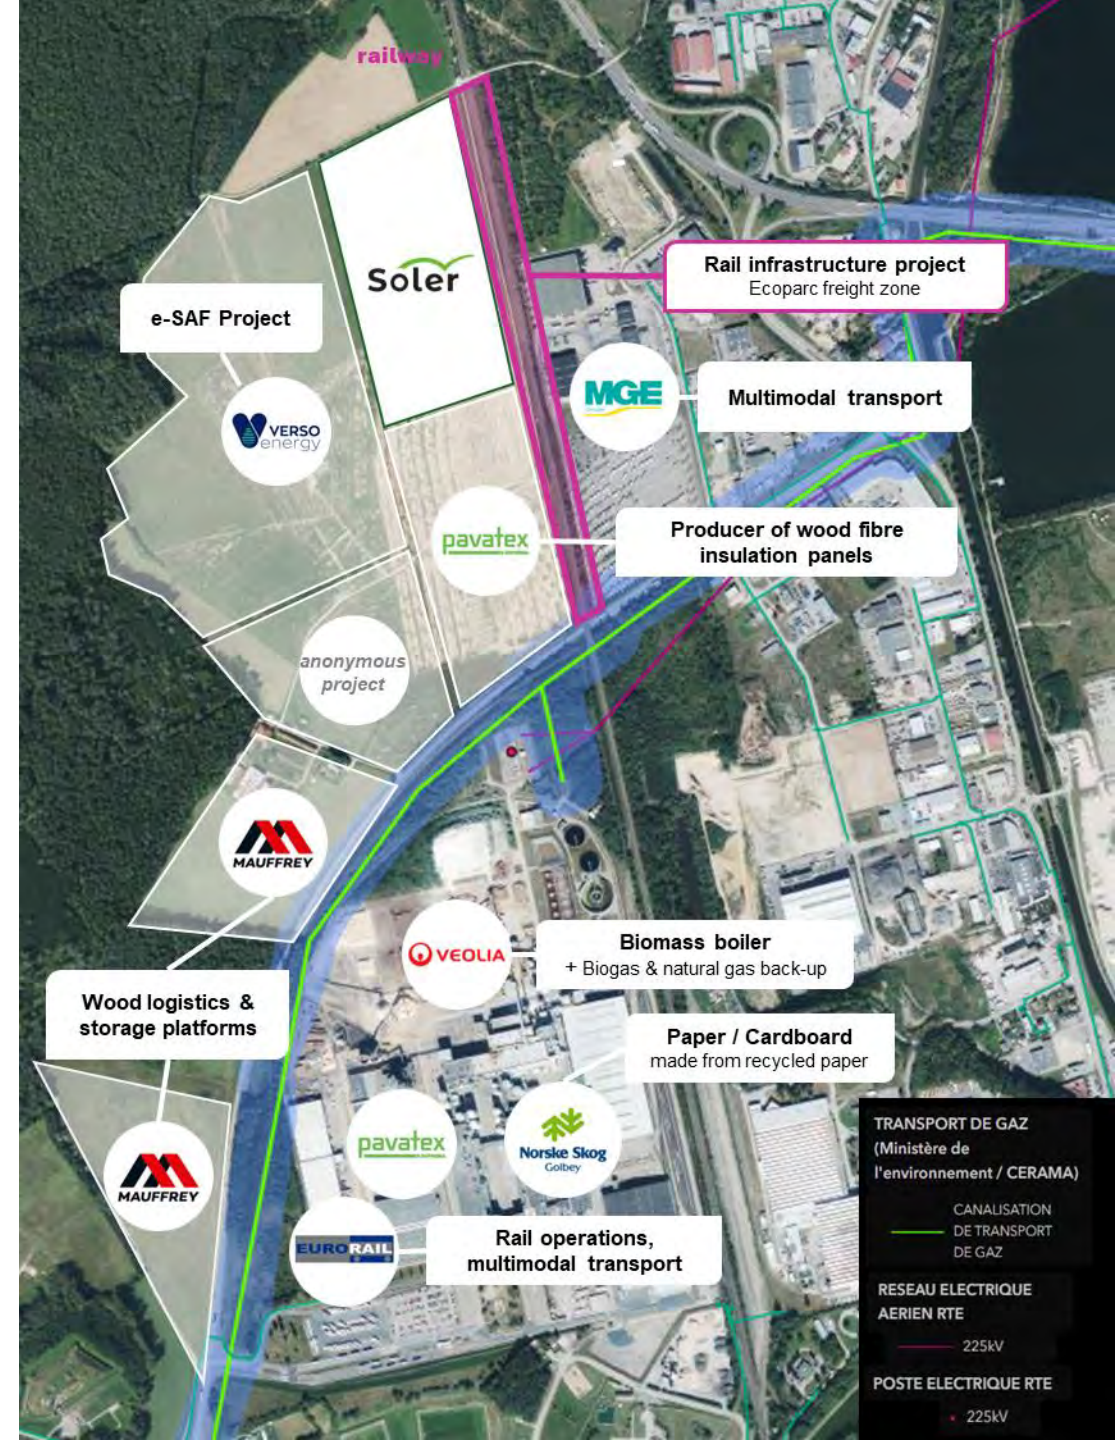 railway
Soler
Rail infrastructure project
Ecoparc freight zone
e-SAF Project
MGE
Multimodal transport
VERSO
energy
pavatex
Producer of wood fibre
insulation panels
anonymous
project
MAUFFREY
VEOLIA
Biomass boiler
+ Biogas & natural gas back-up
Wood logistics &
storage platforms
Paper / Cardboard
made from recycled paper
pavatex
Norske Skog
Golbey
MAUFFREY
EURORAIL
Rail operations,
multimodal transport
TRANSPORT DE GAZ
(Ministère de
l'environnement / CERAMA)
CANALISATION
DE TRANSPORT
DE GAZ
RESEAU ELECTRIQUE
AERIEN RTE
225kV
POSTE ELECTRIQUE RTE
225kV